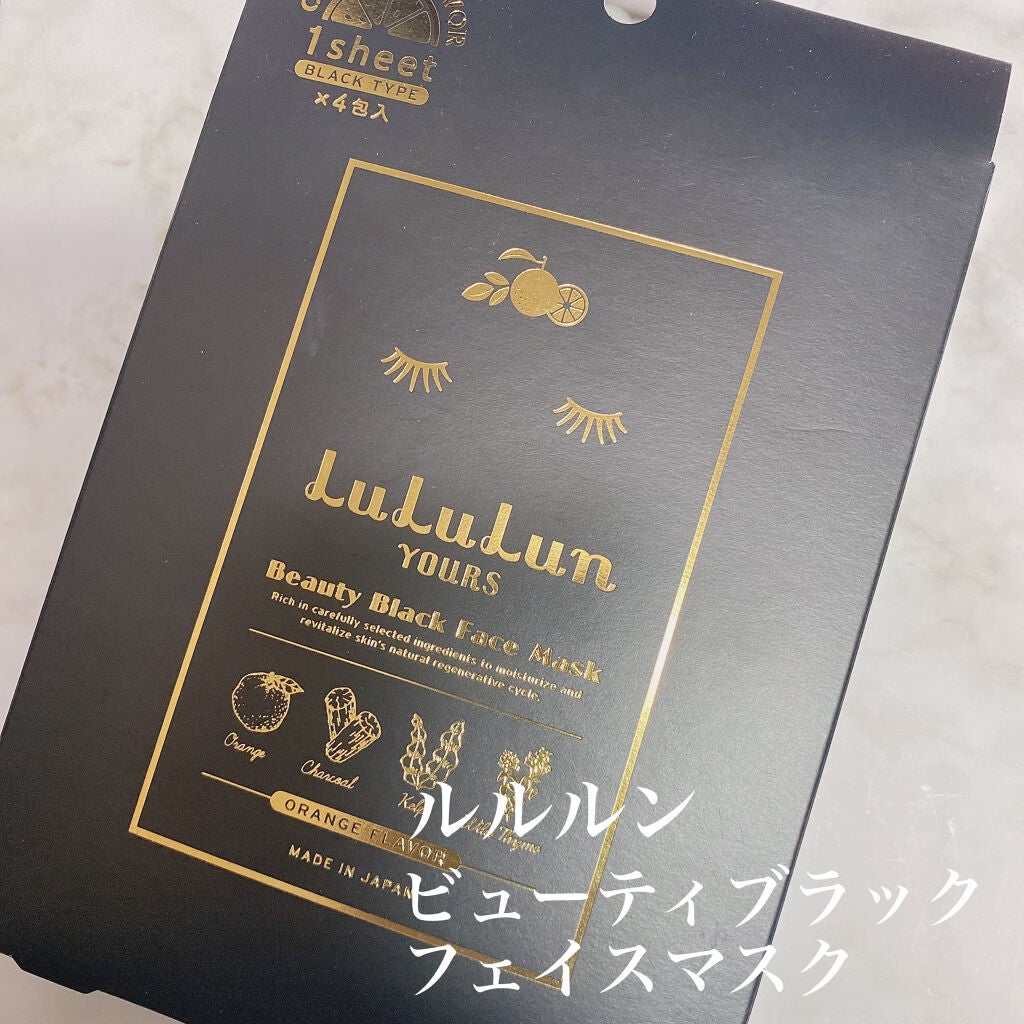 1sheet
BLACK TYPE
×4包入
LuLuLun
YOURS
Beauty Black Face Mask
Rich in carefully selected ingredients to moisturize and
revitalize skin's natural regenerative cycle.
Orange
Charcoal
Thyme
ORANGE FLAVOR
MADE IN JAPAN
ルルルン
ビューティブラック
フェイスマスク